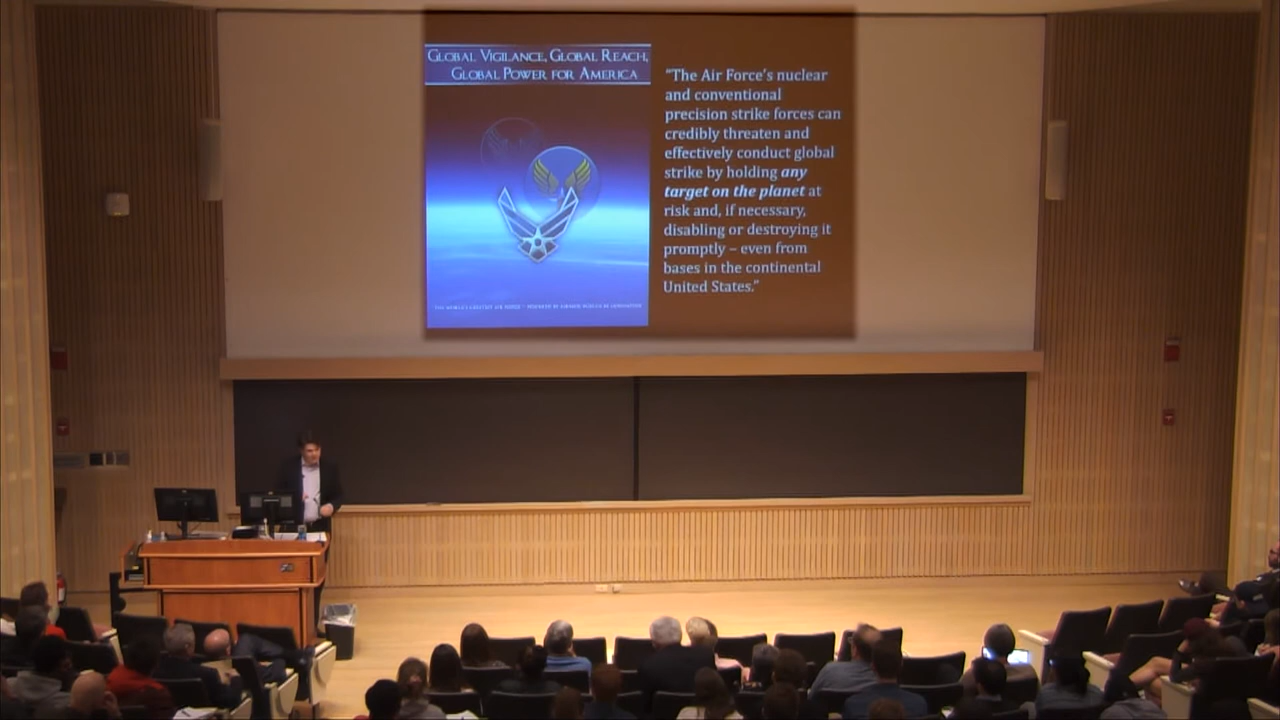 GLOBAL VIGILANCE, GLOBAL REACH,
GLOBAL POWER FOR AMERICA
“The Air Force’s nuclear
and conventional
precision strike forces can
credibly threaten and
effectively conduct global
strike by holding any
target on the planet at
risk and, if necessary,
disabling or destroying it
promptly – even from
bases in the continental
United States.”